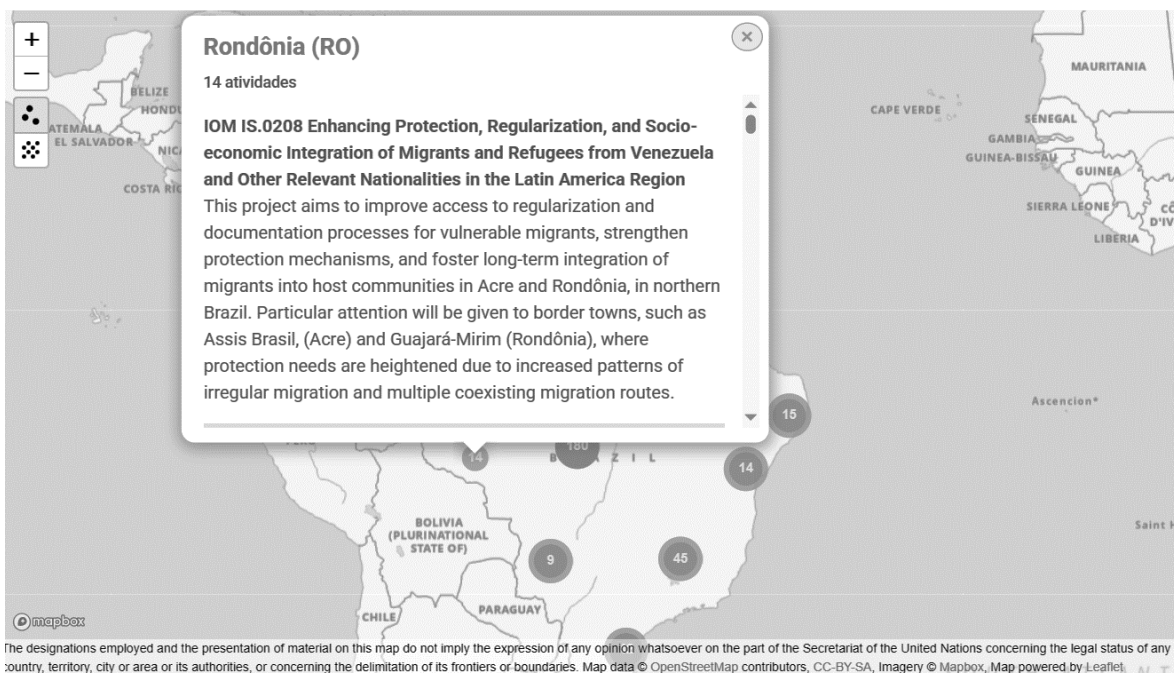 +
Rondônia (RO)
×
−
14 atividades
MAURITANIA
BELIZE
CAPE VERDE
IOM IS.0208 Enhancing Protection, Regularization, and Socio-
economic Integration of Migrants and Refugees from Venezuela
and Other Relevant Nationalities in the Latin America Region
EL SALVADOR
SENEGAL
GAMBIA
GUINEA-BISSAU
GUINEA
SIERRA LEONE
LIBERIA
This project aims to improve access to regularization and
documentation processes for vulnerable migrants, strengthen
protection mechanisms, and foster long-term integration of
migrants into host communities in Acre and Rondônia, in northern
Brazil. Particular attention will be given to border towns, such as
Assis Brasil, (Acre) and Guajará-Mirim (Rondônia), where
protection needs are heightened due to increased patterns of
irregular migration and multiple coexisting migration routes.
Ascencion*
15
14
180
14
BOLIVIA
(PLURINATIONAL
STATE OF)
9
45
PARAGUAY
CHILE
mapbox
The designations employed and the presentation of material on this map do not imply the expression of any opinion whatsoever on the part of the Secretariat of the United Nations concerning the legal status of any
country, territory, city or area or its authorities, or concerning the delimitation of its frontiers or boundaries. Map data © OpenStreetMap contributors, CC-BY-SA, Imagery © Mapbox, Map powered by Leaflet